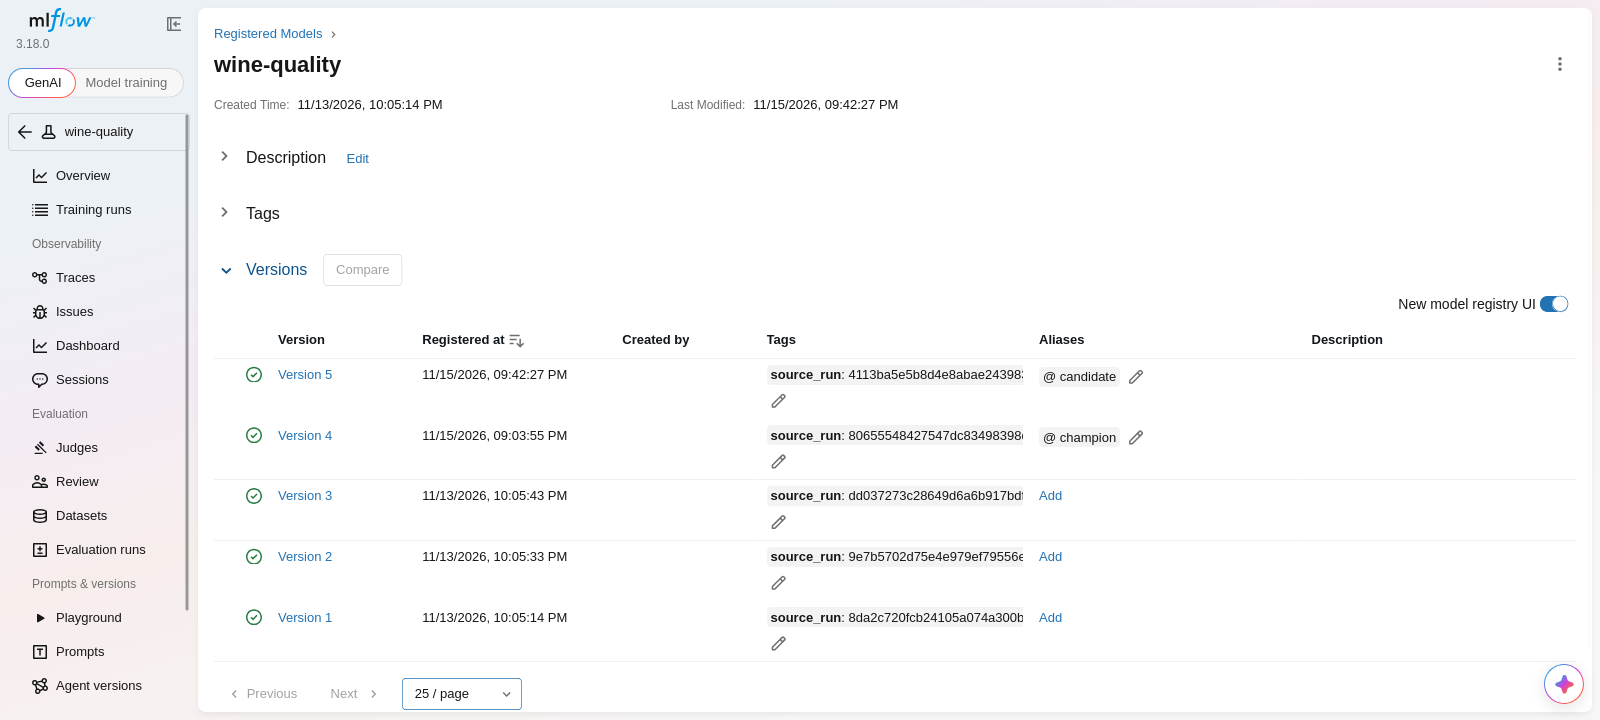 mlflow
3.18.0
GenAI Model training
wine-quality
Overview
Training runs
Observability
Traces
Issues
Dashboard
Sessions
Evaluation
Judges
Review
Datasets
Evaluation runs
Prompts & versions
Playground
Prompts
Agent versions
Registered Models
wine-quality
Created Time: 11/13/2026, 10:05:14 PM Last Modified: 11/15/2026, 09:42:27 PM
Description Edit
Tags
Versions Compare
New model registry UI
Version Registered at Created by Tags Aliases Description
Version 5 11/15/2026, 09:42:27 PM source_run: 4113ba5e5b8d4e8abae24398 @ candidate
Version 4 11/15/2026, 09:03:55 PM source_run: 80655548427547dc83498398 @ champion
Version 3 11/13/2026, 10:05:43 PM source_run: dd037273c28649d6a6b917bd Add
Version 2 11/13/2026, 10:05:33 PM source_run: 9e7b5702d75e4e979ef79556 Add
Version 1 11/13/2026, 10:05:14 PM source_run: 8da2c720fcb24105a074a300b Add
Previous Next 25 / page